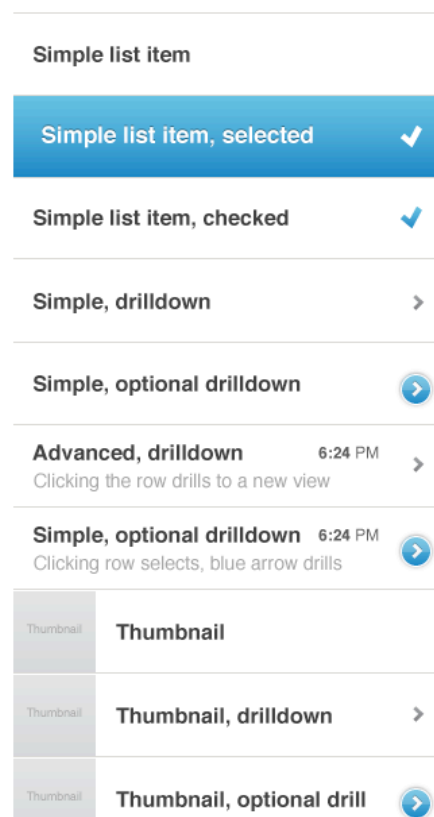 Simple list item
Simple list item, selected
Simple list item, checked
Simple, drilldown
Simple, optional drilldown
Advanced, drilldown 6:24 PM
Clicking the row drills to a new view
Simple, optional drilldown 6:24 PM
Clicking row selects, blue arrow drills
Thumbnail Thumbnail
Thumbnail Thumbnail, drilldown
Thumbnail Thumbnail, optional drill